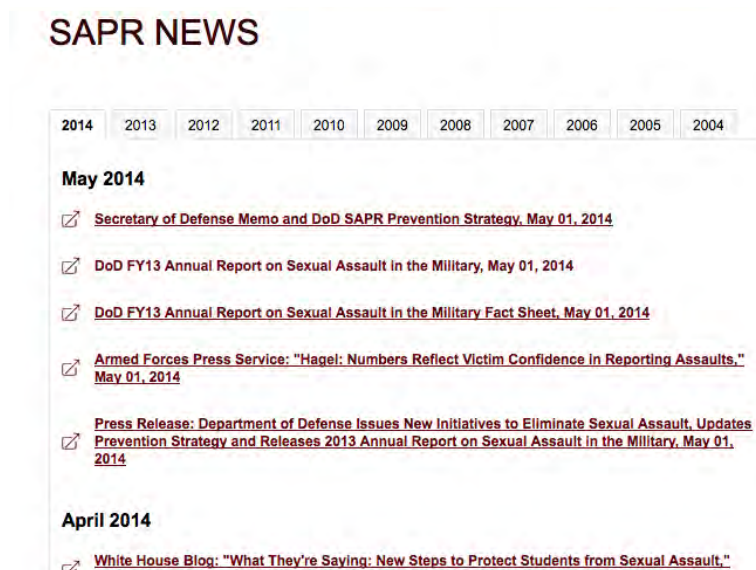 SAPR NEWS
2014 2013 2012 2011 2010 2009 2008 2007 2006 2005 2004
May 2014
Secretary of Defense Memo and DoD SAPR Prevention Strategy, May 01, 2014
DoD FY13 Annual Report on Sexual Assault in the Military, May 01, 2014
DoD FY13 Annual Report on Sexual Assault in the Military Fact Sheet, May 01, 2014
Armed Forces Press Service: "Hagel: Numbers Reflect Victim Confidence in Reporting Assaults,"
May 01, 2014
Press Release: Department of Defense Issues New Initiatives to Eliminate Sexual Assault, Updates
Prevention Strategy and Releases 2013 Annual Report on Sexual Assault in the Military, May 01,
2014
April 2014
White House Blog: "What They're Saying: New Steps to Protect Students from Sexual Assault,"